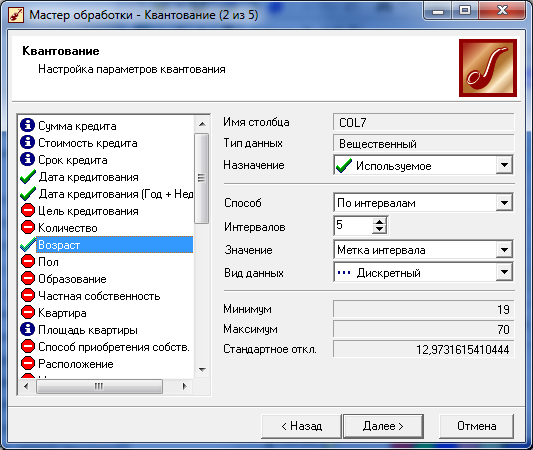 Мастер обработки - Квантование (2 из 5)
Квантование
Настройка параметров квантования
Сумма кредита
Стоимость кредита
Срок кредита
Дата кредитования
Дата кредитования (Год + Нед
Цель кредитования
Количество
Возраст
Пол
Образование
Частная собственность
Квартира
Площадь квартиры
Способ приобретения собств.
Расположение
Имя столбца COL7
Тип данных Вещественный
Назначение Используемое
Способ По интервалам
Интервалов 5
Значение Метка интервала
Вид данных Дискретный
Минимум 19
Максимум 70
Стандартное откл. 12,9731615410444
< Назад Далее > Отмена